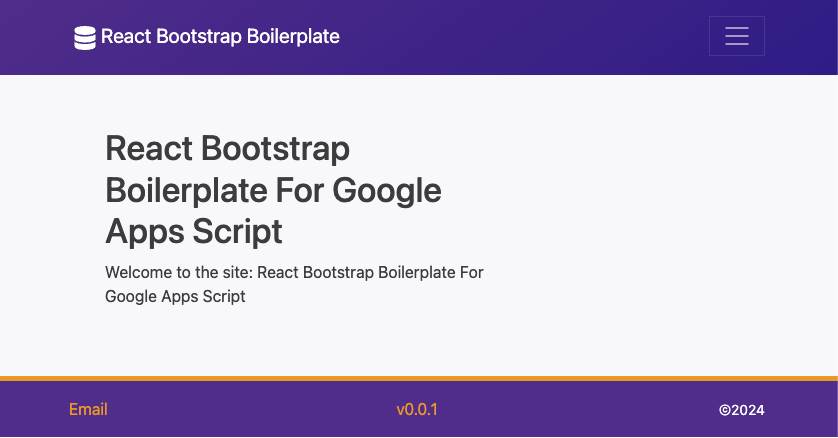 React Bootstrap Boilerplate
React Bootstrap
Boilerplate For Google
Apps Script
Welcome to the site: React Bootstrap Boilerplate For
Google Apps Script
Email
v0.0.1
©2024